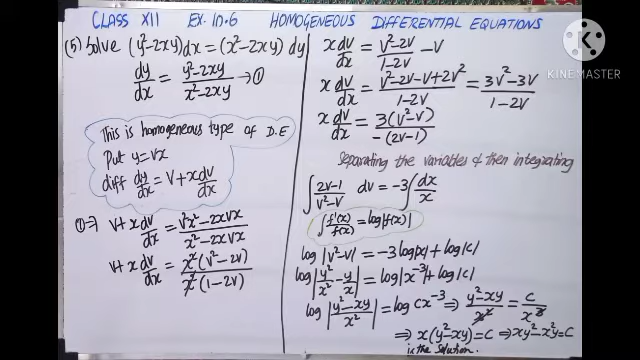 CLASS XII EX.10.6 HOMOGENEOUS DIFFERENTIAL EQUATIONS
(5) Solve (y²-2xy)dx = (x²-2xy) dy
dy/dx = (y²-2xy)/(x²-2xy) → ①
This is homogeneous type of D.E
Put y=vx
diff dy/dx = v + x dv/dx
①⇒ v + x dv/dx = (v²x²-2xvx)/(x²-2xvx)
v + x dv/dx = x²(v²-2v)/x²(1-2v)
x dv/dx = (v²-2v)/(1-2v) - v
x dv/dx = (v²-2v-v+2v²)/(1-2v) = (3v²-3v)/(1-2v)
x dv/dx = 3(v²-v)/-(2v-1)
Separating the variables & then integrating
∫ (2v-1)/(v²-v) dv = -3∫ dx/x
∫ f'(x)/f(x) = log|f(x)|
log |v²-v| = -3log|x| + log|c|
log |y²/x² - y/x| = log|x⁻³| + log|c|
log |(y²-xy)/x²| = log cx⁻³ ⇒ (y²-xy)/x² = c/x³
⇒ x(y²-xy) = c ⇒ xy²-x²y=c
is the solution.
KINEMASTER